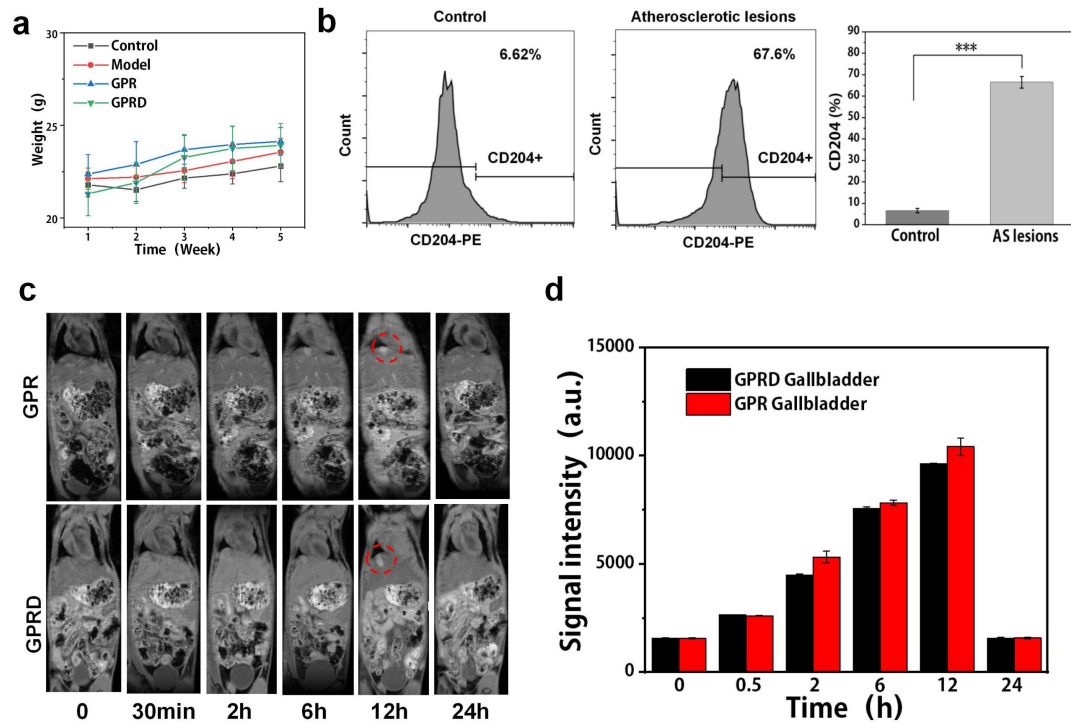 a
Control
Model
GPR
GPRD
Weight (g)
25
20
1 2 3 4 5
Time (Week)
b
Control
6.62%
CD204+
Count
CD204-PE
Atherosclerotic lesions
67.6%
CD204+
Count
CD204-PE
***
CD204 (%)
90
80
70
60
50
40
30
20
10
0
Control AS lesions
c
GPR
GPRD
0 30min 2h 6h 12h 24h
d
GPRD Gallbladder
GPR Gallbladder
Signal intensity (a.u.)
15000
10000
5000
0
0 0.5 2 6 12 24
Time (h)